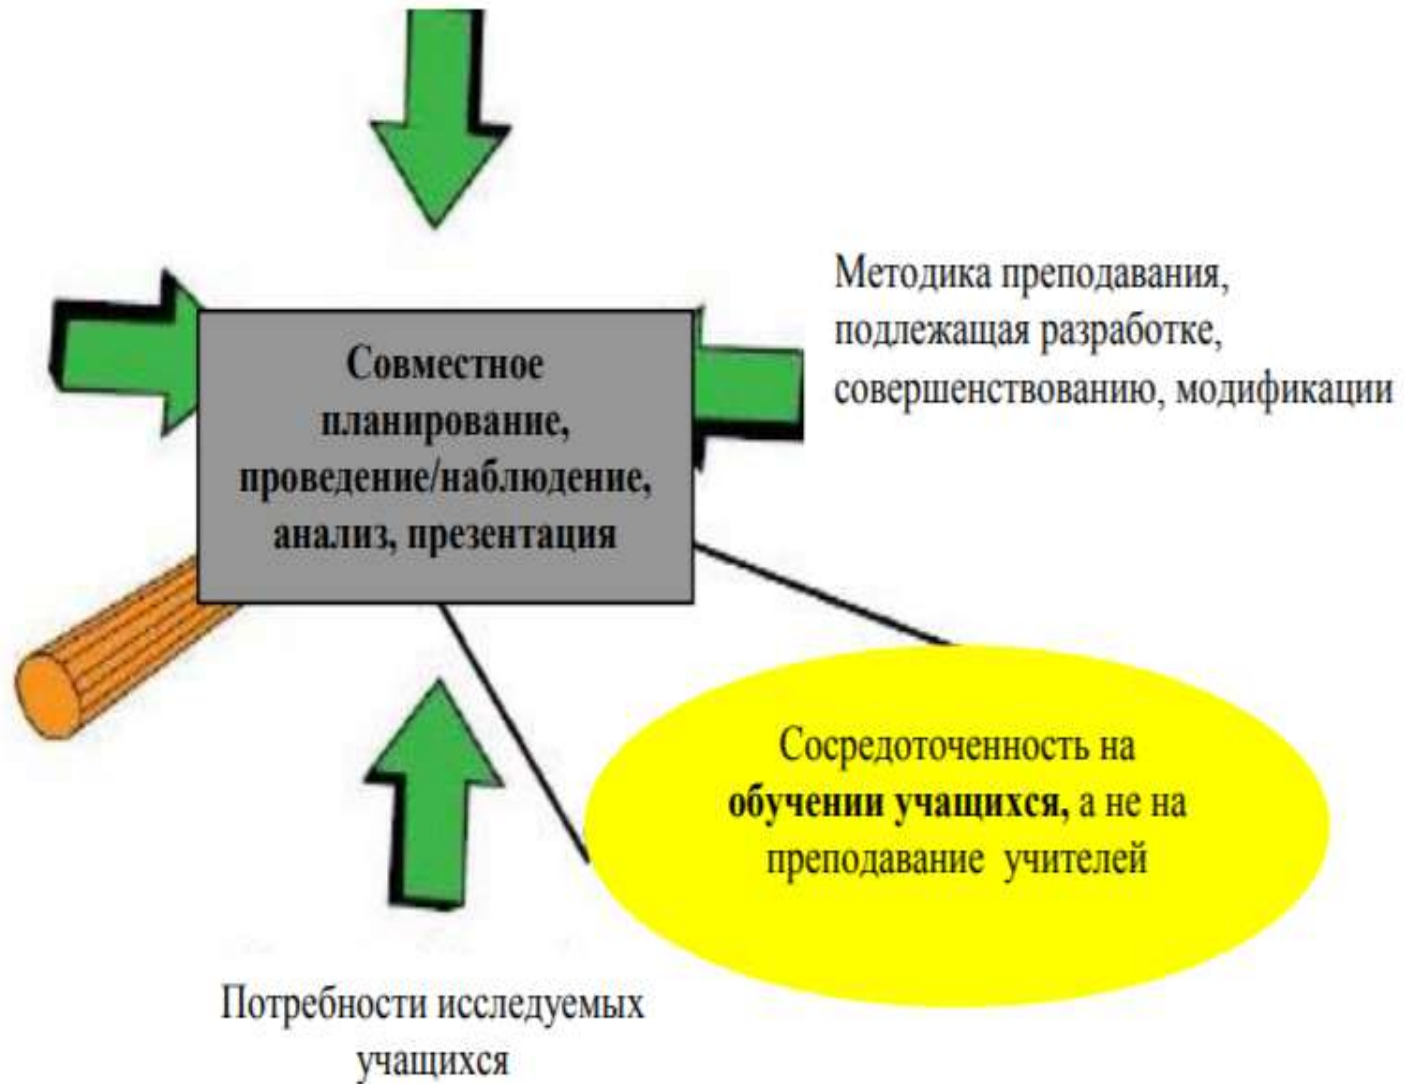 Методика преподавания,
подлежащая разработке,
совершенствованию, модификации
Совместное
планирование,
проведение/наблюдение,
анализ, презентация
Сосредоточенность на
обучении учащихся, а не на
преподавание учителей
Потребности исследуемых
учащихся